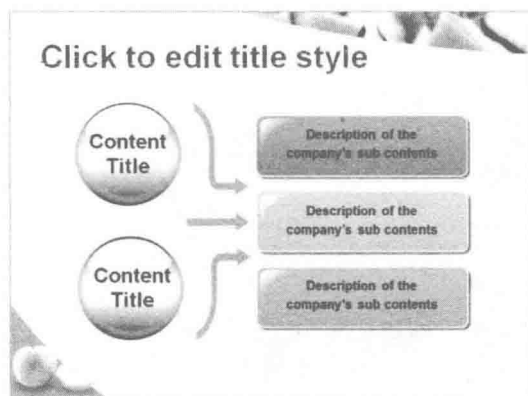 Click to edit title style
Content
Title
Description of the
company's sub contents
Description of the
company's sub contents
Content
Title
Description of the
company's sub contents